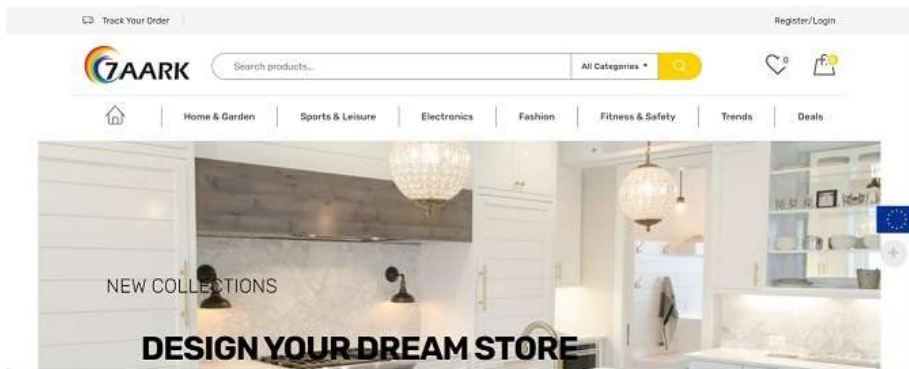 Track Your Order
Register/Login
7AARK
Search products...
All Categories
0
0
Home & Garden
Sports & Leisure
Electronics
Fashion
Fitness & Safety
Trends
Deals
NEW COLLECTIONS
DESIGN YOUR DREAM STORE